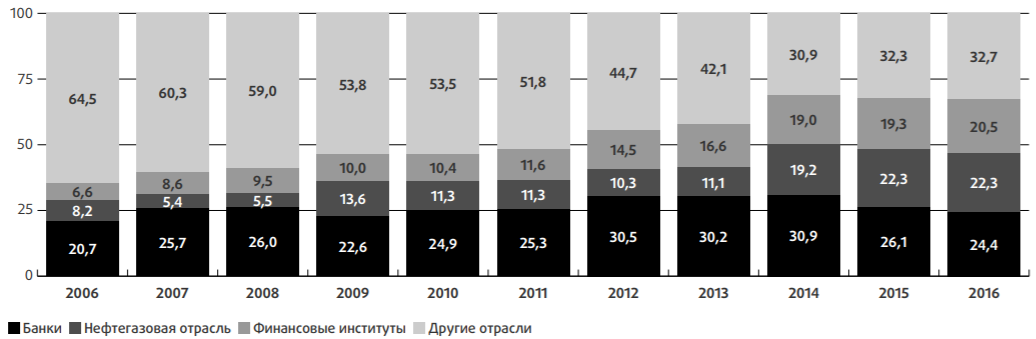 100
75
50
25
0
64,5 60,3 59,0 53,8 53,5 51,8 44,7 42,1 30,9 32,3 32,7
6,6 8,6 9,5 10,0 10,4 11,6 14,5 16,6 19,0 19,3 20,5
8,2 5,4 5,5 13,6 11,3 11,3 10,3 11,1 19,2 22,3 22,3
20,7 25,7 26,0 22,6 24,9 25,3 30,5 30,2 30,9 26,1 24,4
2006 2007 2008 2009 2010 2011 2012 2013 2014 2015 2016
Банки Нефтегазовая отрасль Финансовые институты Другие отрасли